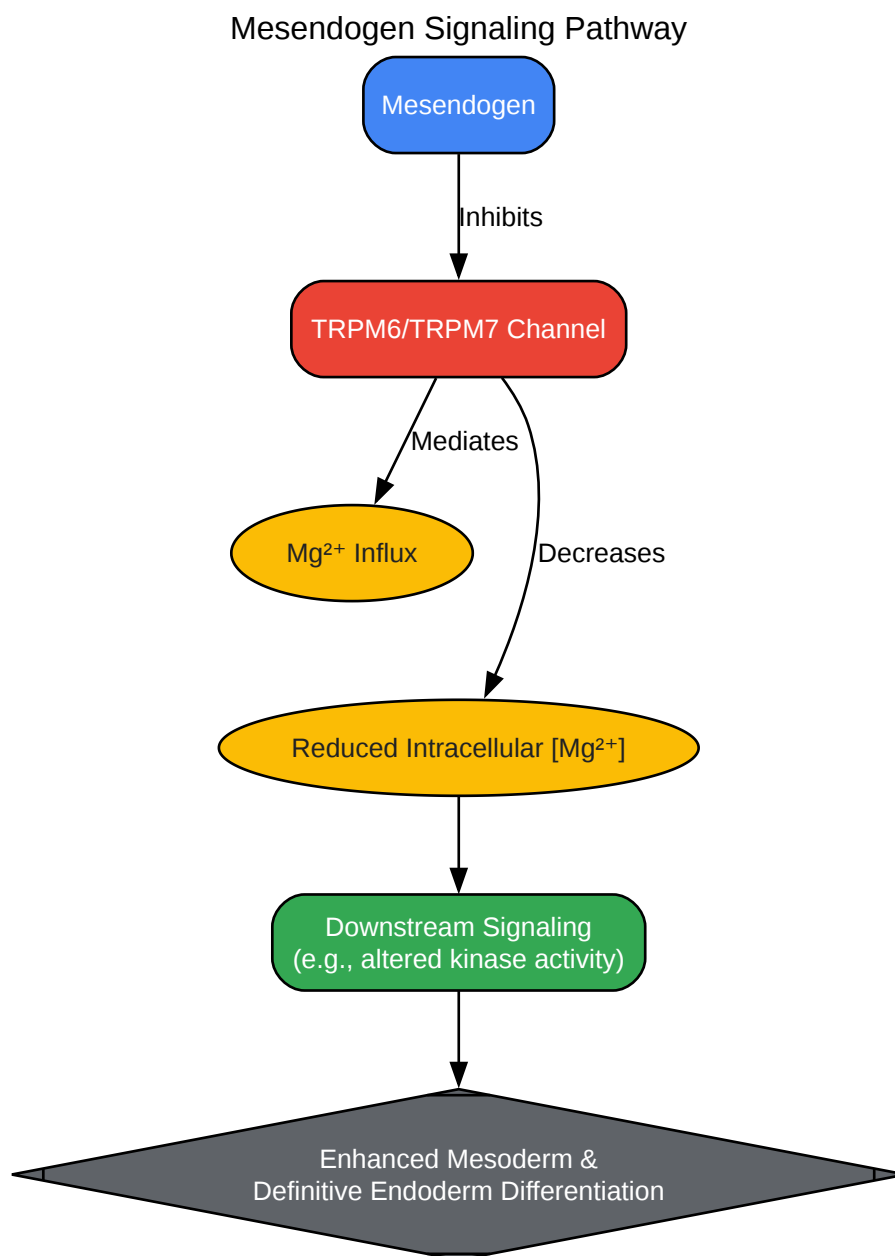 Mesendogen Signaling Pathway
Mesendogen
Inhibits
TRPM6/TRPM7 Channel
Mediates
Mg²⁺ Influx
Decreases
Reduced Intracellular [Mg²⁺]
Downstream Signaling
(e.g., altered kinase activity)
Enhanced Mesoderm &
Definitive Endoderm Differentiation